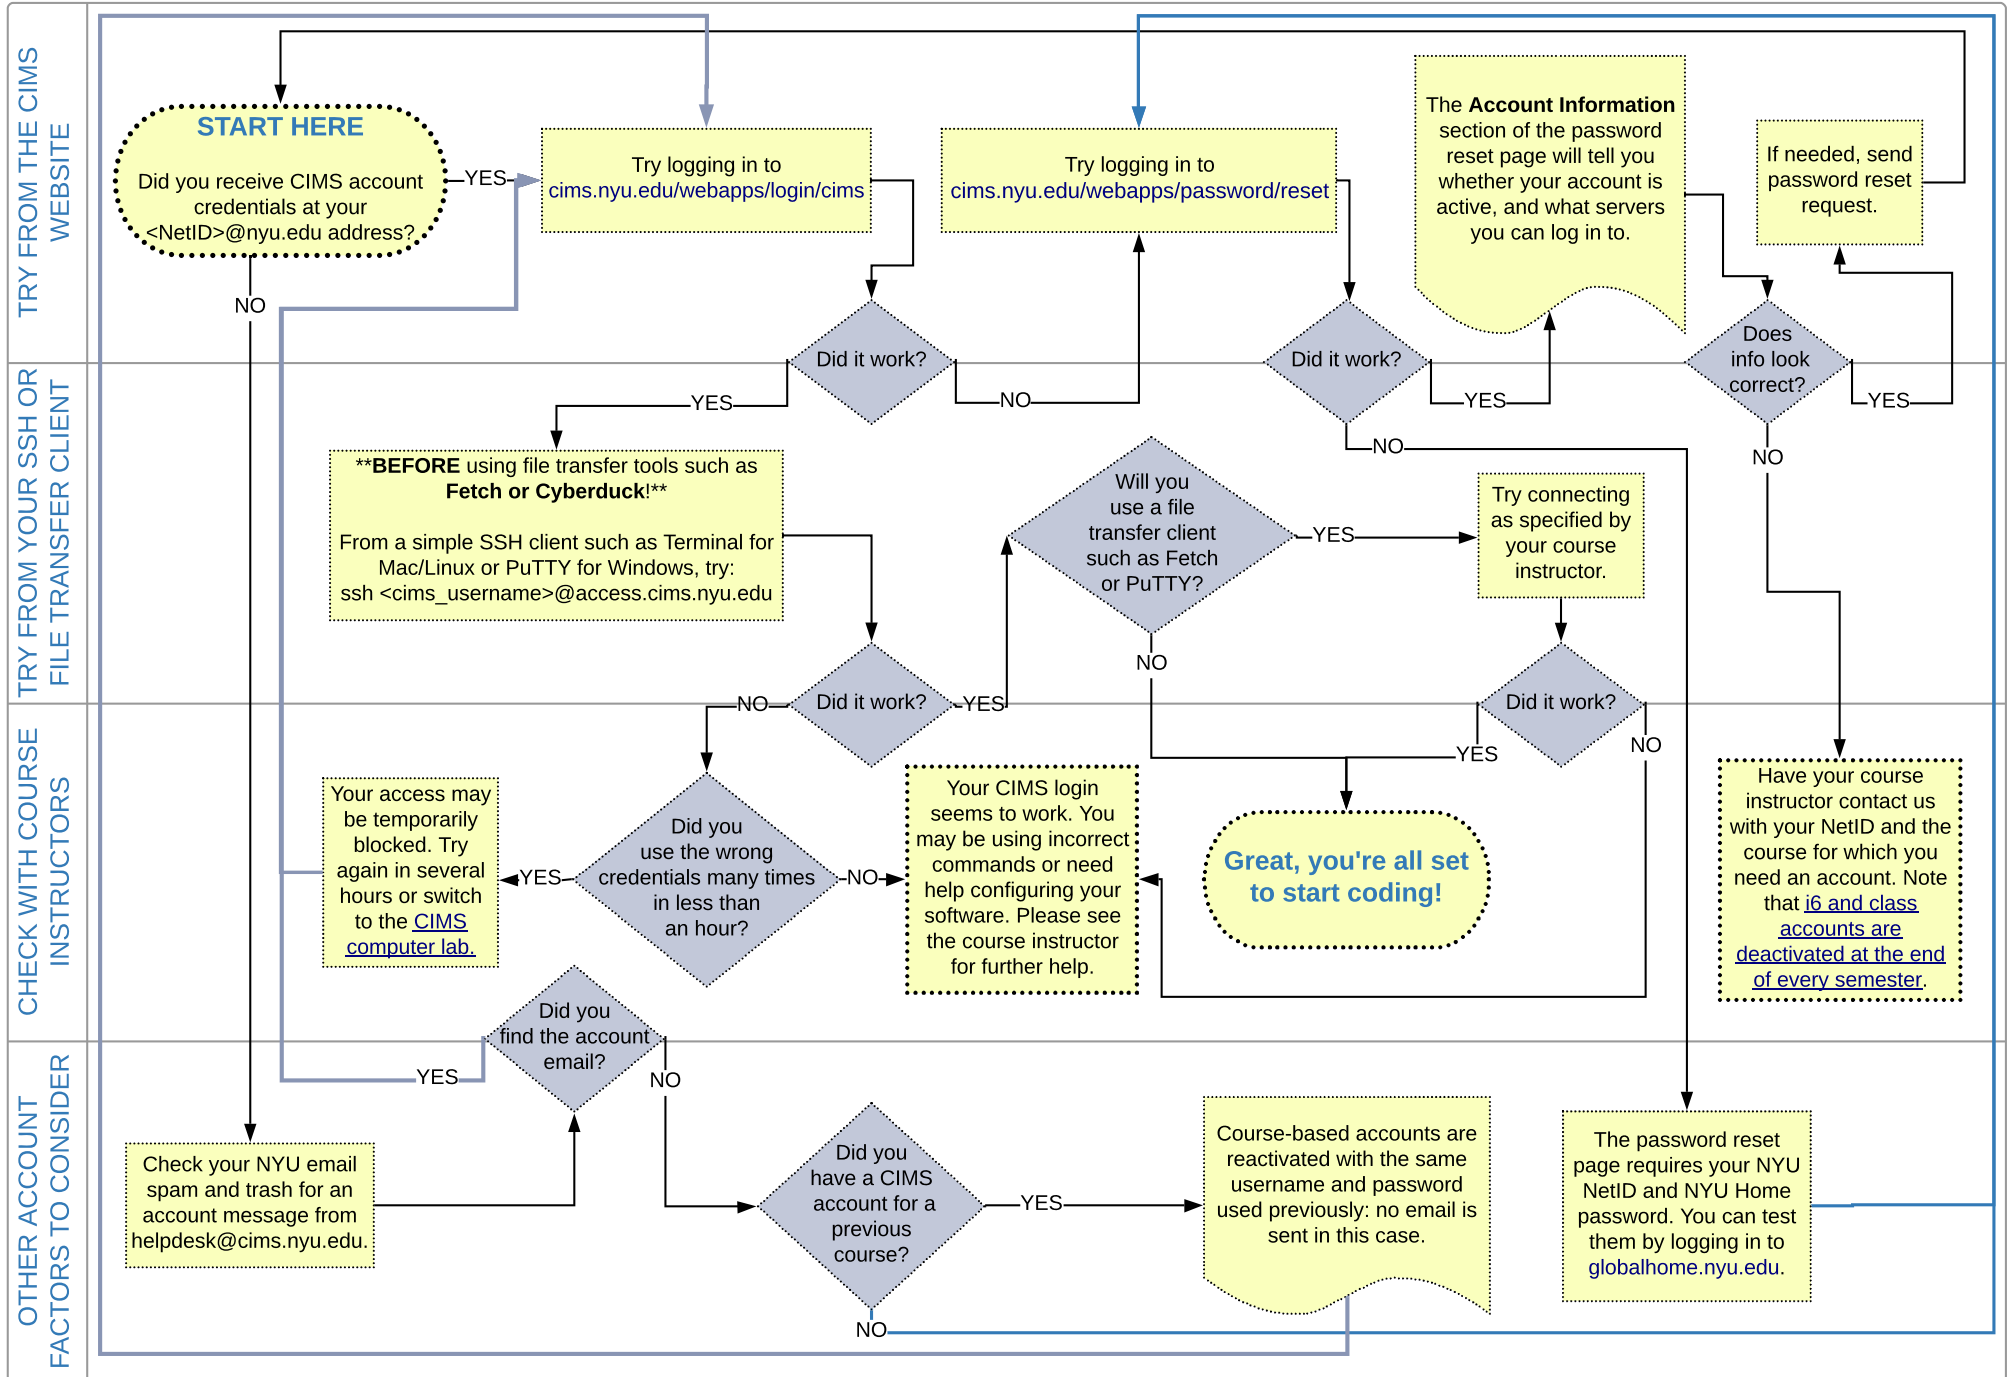 TRY FROM THE CIMS
WEBSITE
START HERE
Did you receive CIMS account
credentials at your
<NetID>@nyu.edu address?
YES
NO
Try logging in to
cims.nyu.edu/webapps/login/cims
Try logging in to
cims.nyu.edu/webapps/password/reset
The Account Information
section of the password
reset page will tell you
whether your account is
active, and what servers
you can log in to.
If needed, send
password reset
request.
Did it work?
YES
NO
Did it work?
YES
NO
Does
info look
correct?
YES
NO
TRY FROM YOUR SSH OR
FILE TRANSFER CLIENT
**BEFORE using file transfer tools such as
Fetch or Cyberduck!**
From a simple SSH client such as Terminal for
Mac/Linux or PuTTY for Windows, try:
ssh <cims_username>@access.cims.nyu.edu
Will you
use a file
transfer client
such as Fetch
or PuTTY?
YES
NO
Try connecting
as specified by
your course
instructor.
Did it work?
NO
YES
Did it work?
YES
NO
CHECK WITH COURSE
INSTRUCTORS
Your access may
be temporarily
blocked. Try
again in several
hours or switch
to the CIMS
computer lab.
YES
Did you
use the wrong
credentials many times
in less than
an hour?
NO
Your CIMS login
seems to work. You
may be using incorrect
commands or need
help configuring your
software. Please see
the course instructor
for further help.
Great, you're all set
to start coding!
Have your course
instructor contact us
with your NetID and the
course for which you
need an account. Note
that i6 and class
accounts are
deactivated at the end
of every semester.
OTHER ACCOUNT
FACTORS TO CONSIDER
Did you
find the account
email?
YES
NO
Check your NYU email
spam and trash for an
account message from
helpdesk@cims.nyu.edu.
Did you
have a CIMS
account for a
previous
course?
YES
NO
Course-based accounts are
reactivated with the same
username and password
used previously: no email is
sent in this case.
The password reset
page requires your NYU
NetID and NYU Home
password. You can test
them by logging in to
globalhome.nyu.edu.